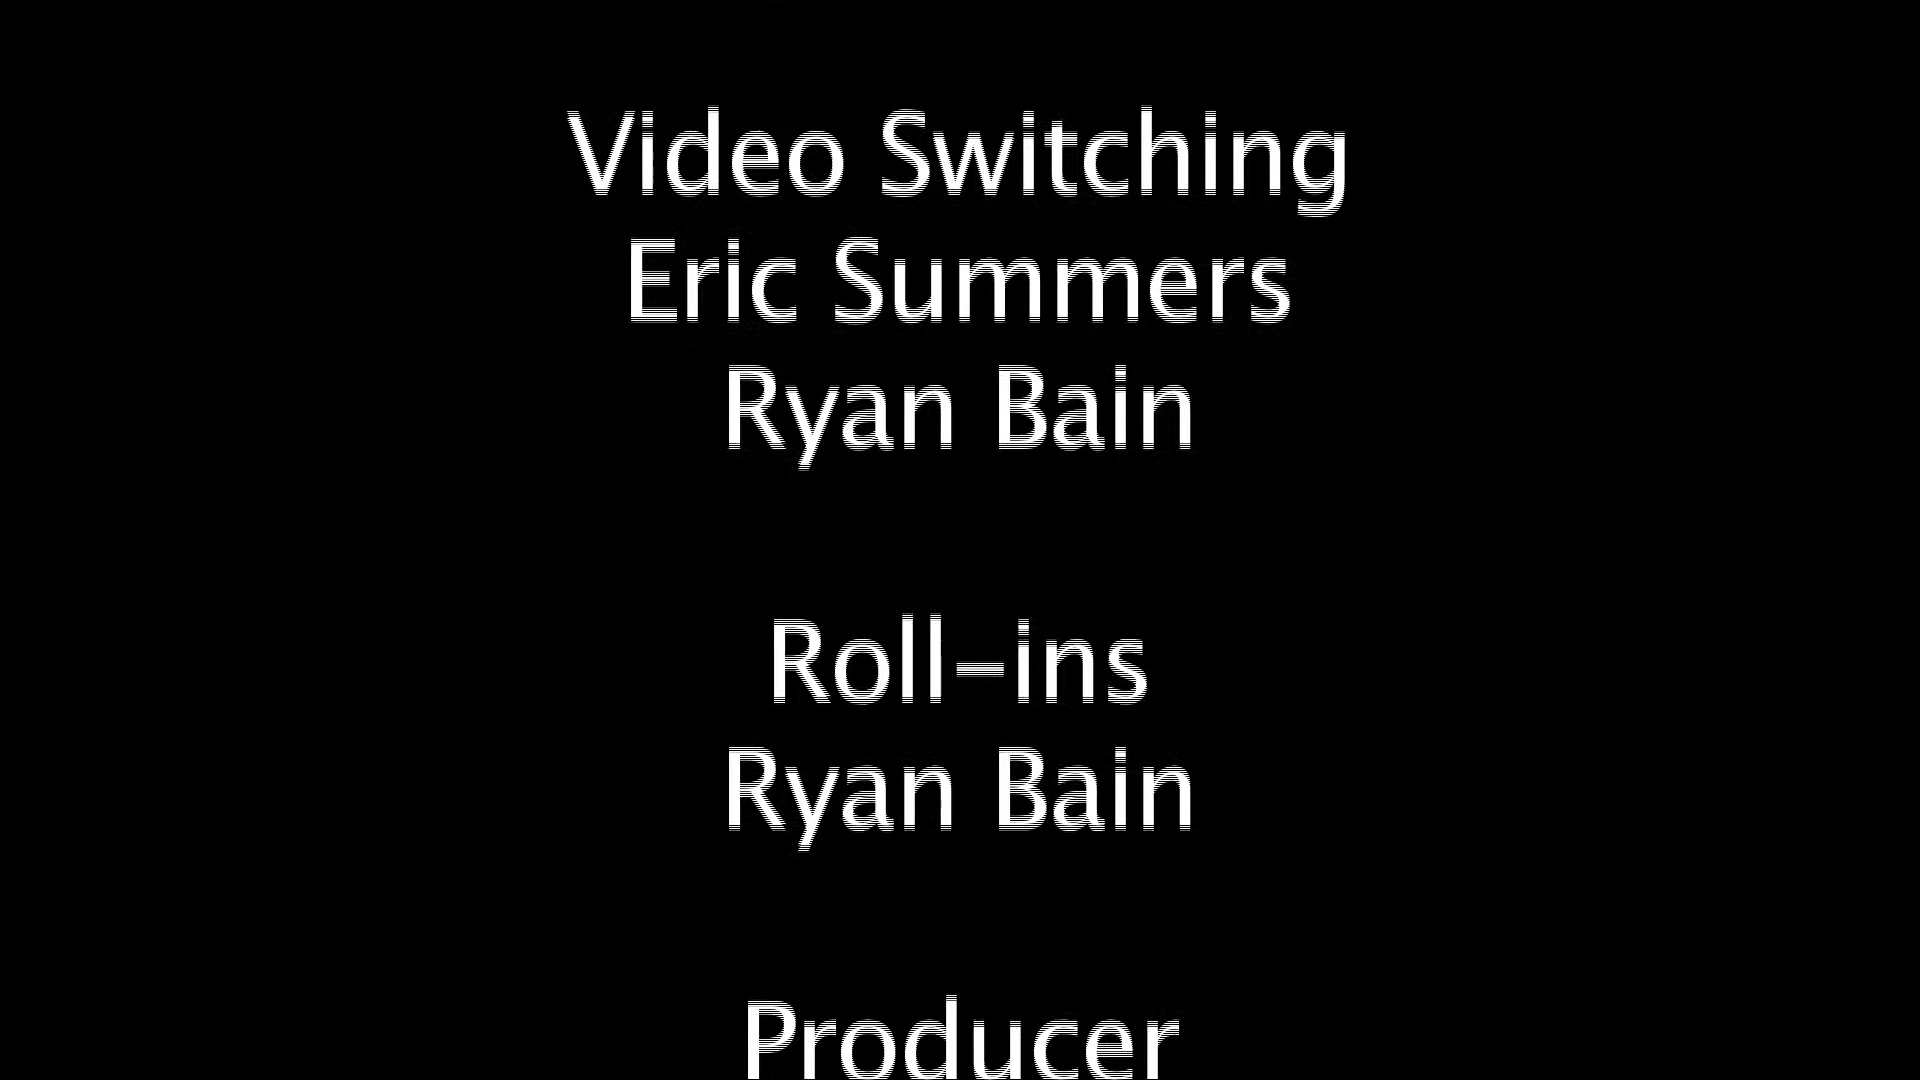 Video Switching
Eric Summers
Ryan Bain
Roll-ins
Ryan Bain
Producer